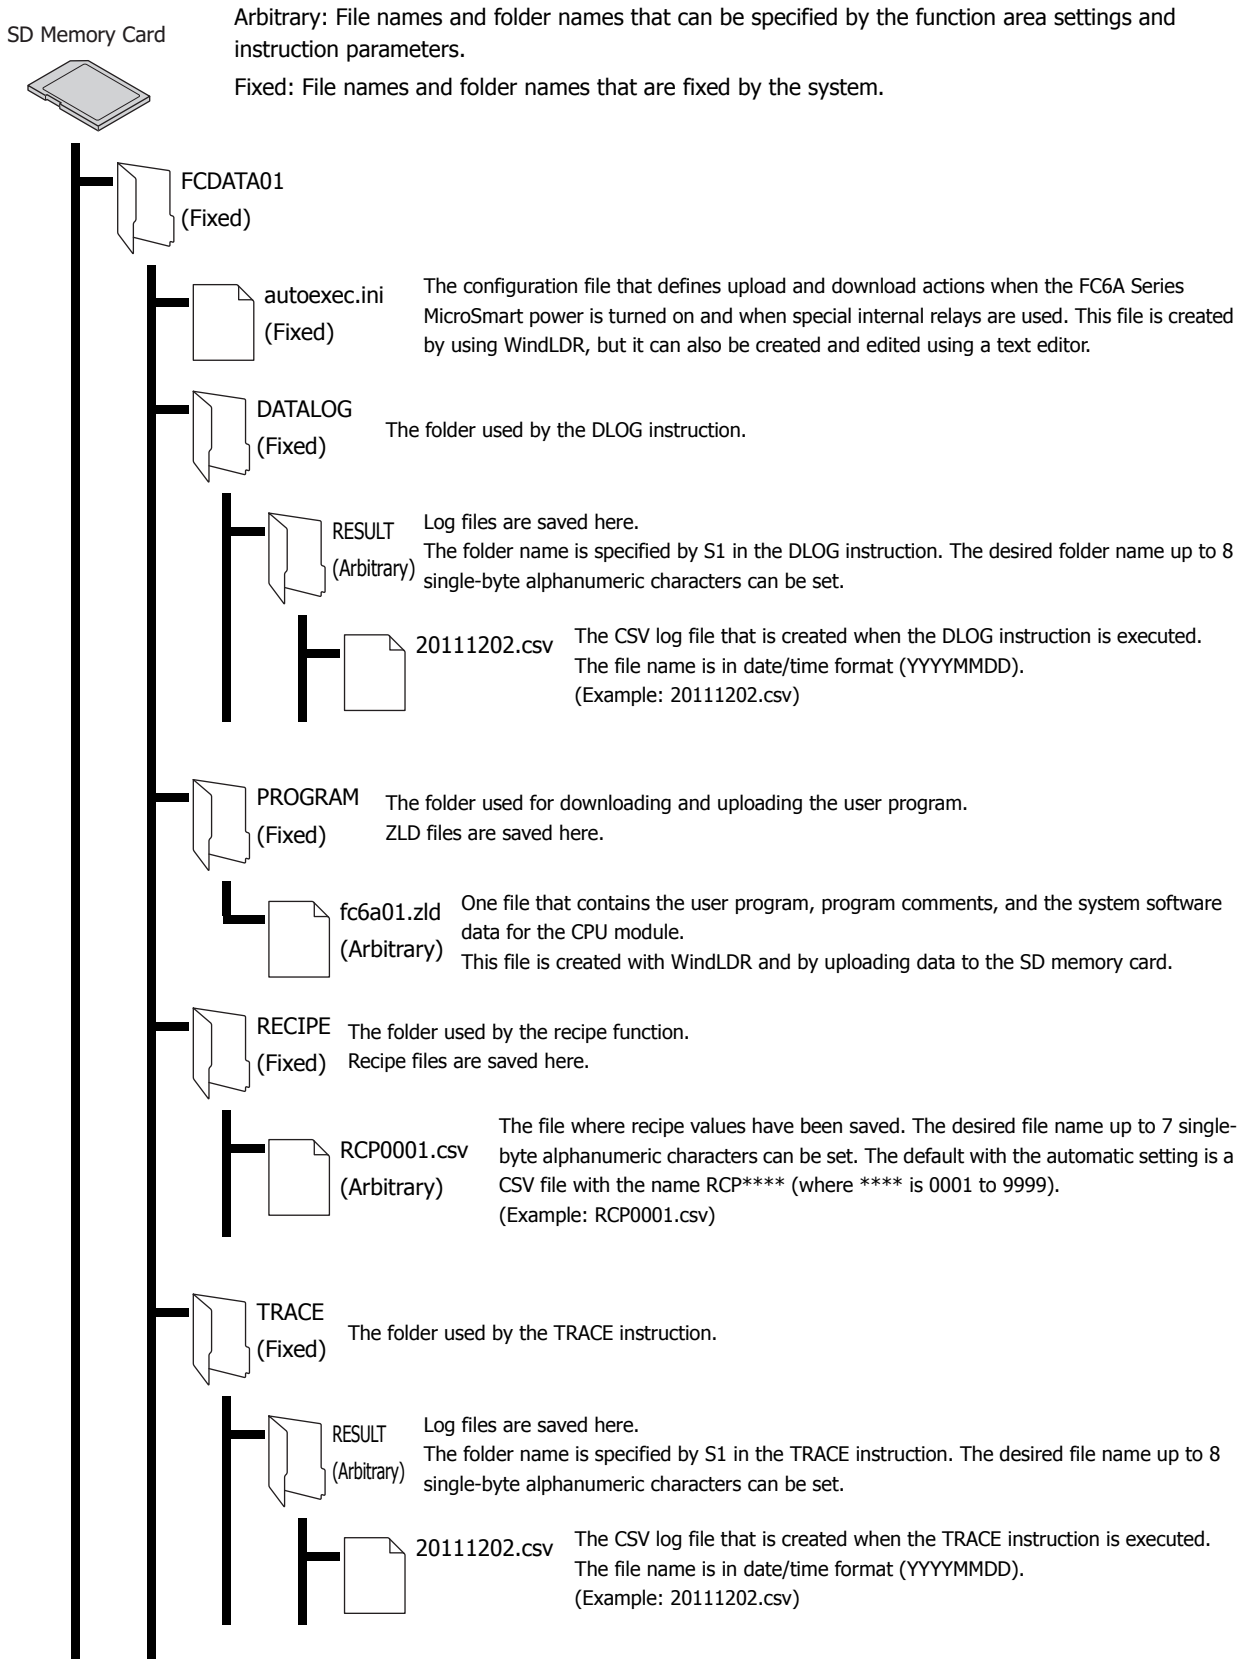 SD Memory Card
Arbitrary: File names and folder names that can be specified by the function area settings and
instruction parameters.
Fixed: File names and folder names that are fixed by the system.
FCDATA01
(Fixed)
autoexec.ini
(Fixed)
The configuration file that defines upload and download actions when the FC6A Series
MicroSmart power is turned on and when special internal relays are used. This file is created
by using WindLDR, but it can also be created and edited using a text editor.
DATALOG
(Fixed)
The folder used by the DLOG instruction.
RESULT
(Arbitrary)
Log files are saved here.
The folder name is specified by S1 in the DLOG instruction. The desired folder name up to 8
single-byte alphanumeric characters can be set.
20111202.csv
The CSV log file that is created when the DLOG instruction is executed.
The file name is in date/time format (YYYYMMDD).
(Example: 20111202.csv)
PROGRAM
(Fixed)
The folder used for downloading and uploading the user program.
ZLD files are saved here.
fc6a01.zld
(Arbitrary)
One file that contains the user program, program comments, and the system software
data for the CPU module.
This file is created with WindLDR and by uploading data to the SD memory card.
RECIPE
(Fixed)
The folder used by the recipe function.
Recipe files are saved here.
RCP0001.csv
(Arbitrary)
The file where recipe values have been saved. The desired file name up to 7 single-
byte alphanumeric characters can be set. The default with the automatic setting is a
CSV file with the name RCP**** (where **** is 0001 to 9999).
(Example: RCP0001.csv)
TRACE
(Fixed)
The folder used by the TRACE instruction.
RESULT
(Arbitrary)
Log files are saved here.
The folder name is specified by S1 in the TRACE instruction. The desired file name up to 8
single-byte alphanumeric characters can be set.
20111202.csv
The CSV log file that is created when the TRACE instruction is executed.
The file name is in date/time format (YYYYMMDD).
(Example: 20111202.csv)